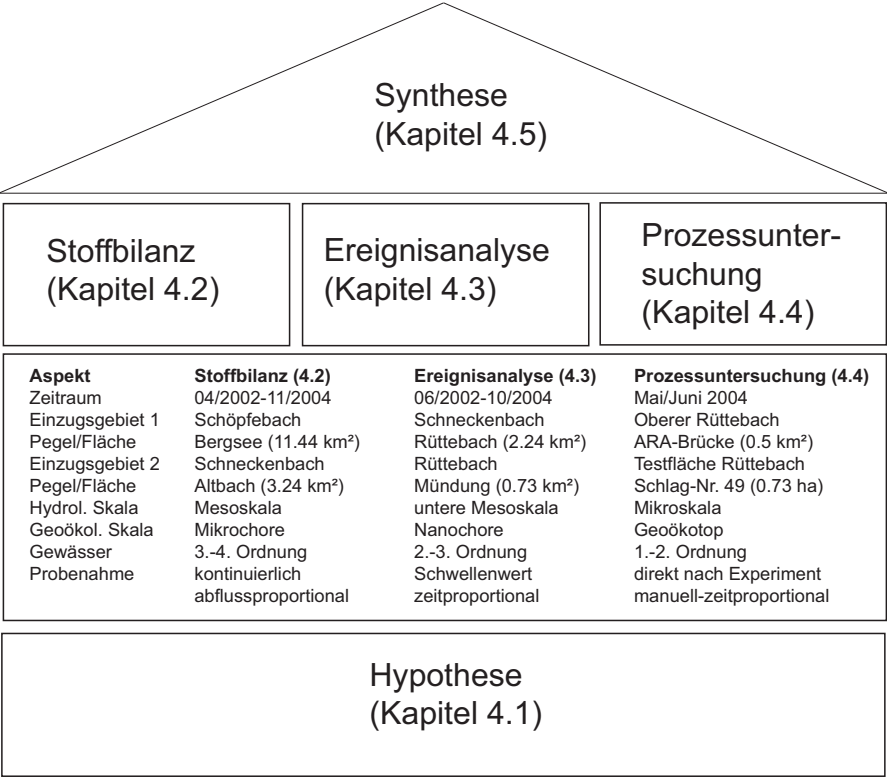 Synthese
(Kapitel 4.5)
Stoffbilanz
(Kapitel 4.2)
Ereignisanalyse
(Kapitel 4.3)
Prozessunter-
suchung
(Kapitel 4.4)
Aspekt Stoffbilanz (4.2) Ereignisanalyse (4.3) Prozessuntersuchung (4.4)
Zeitraum 04/2002-11/2004 06/2002-10/2004 Mai/Juni 2004
Einzugsgebiet 1 Schöpfebach Schneckenbach Oberer Rüttebach
Pegel/Fläche Bergsee (11.44 km²) Rüttebach (2.24 km²) ARA-Brücke (0.5 km²)
Einzugsgebiet 2 Schneckenbach Rüttebach Testfläche Rüttebach
Pegel/Fläche Altbach (3.24 km²) Mündung (0.73 km²) Schlag-Nr. 49 (0.73 ha)
Hydrol. Skala Mesoskala untere Mesoskala Mikroskala
Geoökol. Skala Mikrochore Nanochore Geoökotop
Gewässer 3.-4. Ordnung 2.-3. Ordnung 1.-2. Ordnung
Probenahme kontinuierlich Schwellenwert direkt nach Experiment
abflussproportional zeitproportional manuell-zeitproportional
Hypothese
(Kapitel 4.1)